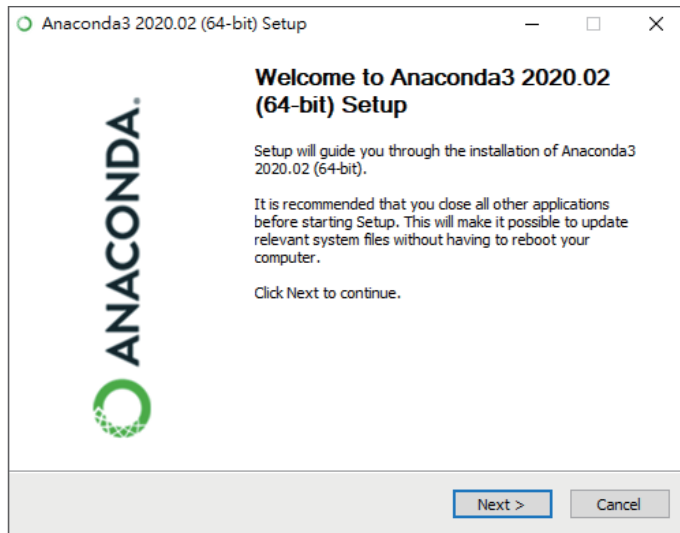 Anaconda3 2020.02 (64-bit) Setup
ANACONDA.
Welcome to Anaconda3 2020.02
(64-bit) Setup
Setup will guide you through the installation of Anaconda3
2020.02 (64-bit).
It is recommended that you close all other applications
before starting Setup. This will make it possible to update
relevant system files without having to reboot your
computer.
Click Next to continue.
Next >
Cancel